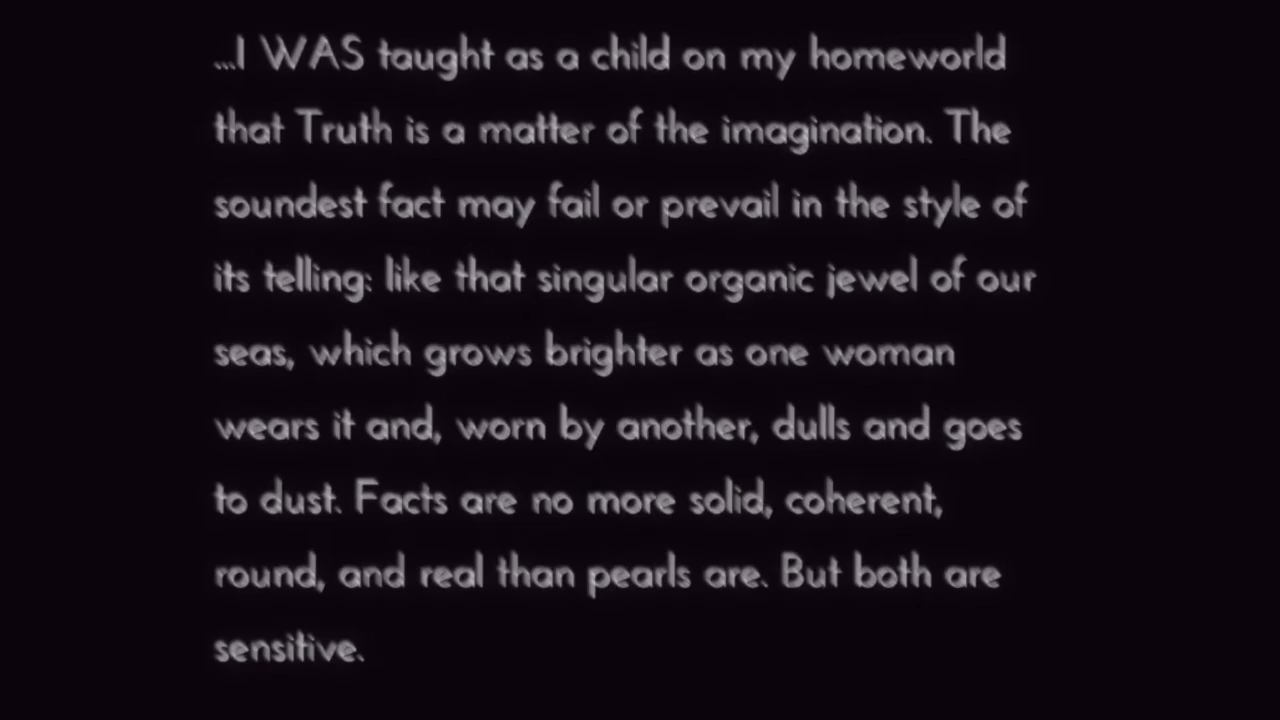 ...I WAS taught as a child on my homeworld
that Truth is a matter of the imagination. The
soundest fact may fail or prevail in the style of
its telling: like that singular organic jewel of our
seas, which grows brighter as one woman
wears it and, worn by another, dulls and goes
to dust. Facts are no more solid, coherent,
round, and real than pearls are. But both are
sensitive.